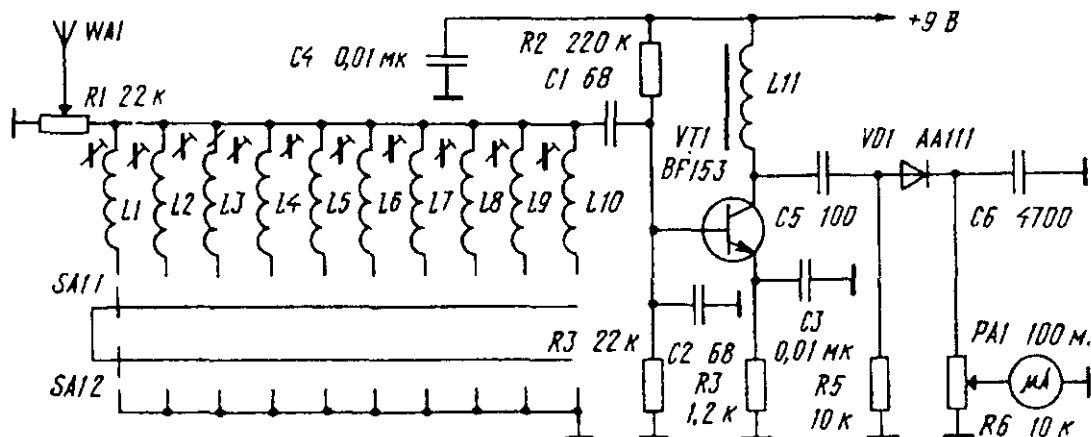 WA1
R1 22 к
C4 0,01 мк
R2 220 к
C1 68
+9 В
L11
VT1
BF153
VD1 AA111
C5 100
C6 4700
L1 L2 L3 L4 L5 L6 L7 L8 L9 L10
SA1 1
SA1 2
R3 22 к
C2 68
C3
0,01 мк
R3
1,2 к
R5
10 к
PA1 100 м.
μA
R6 10 к